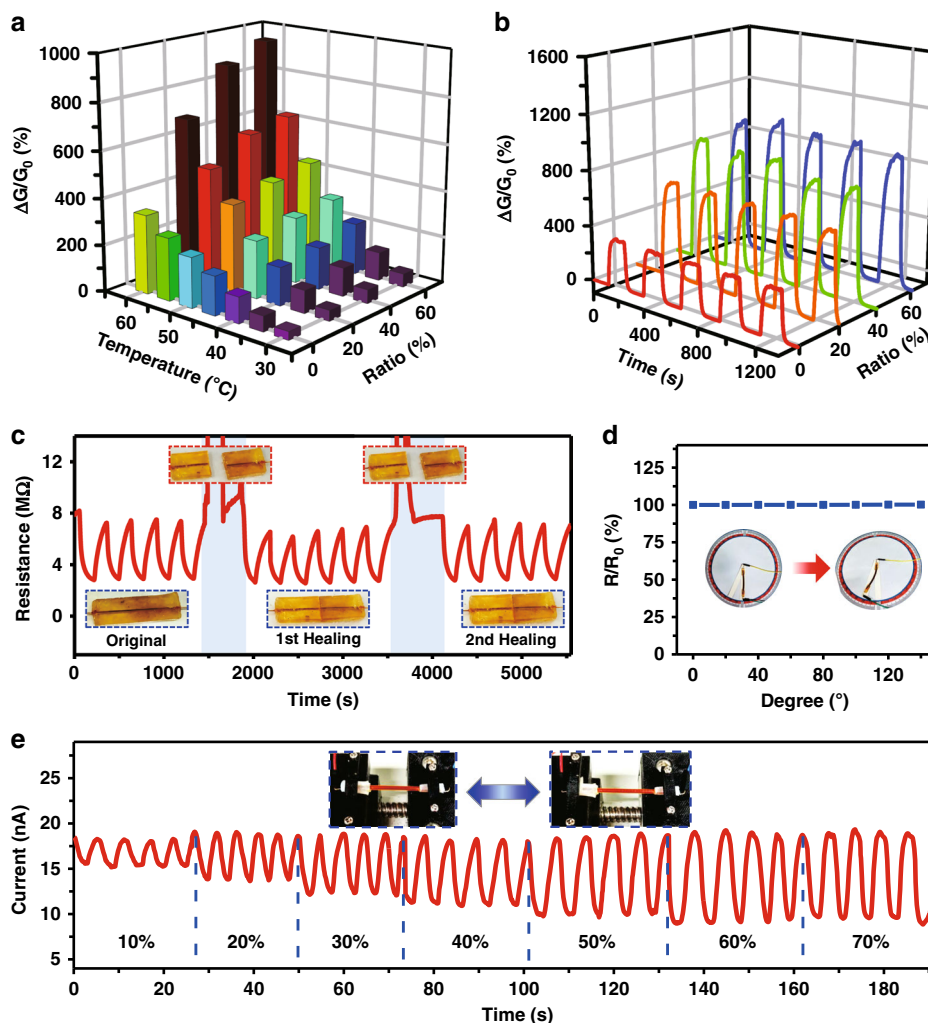 a
1000
800
600
400
200
0
ΔG/G0 (%)
60
50
40
30
Temperature (°C)
0
20
40
60
Ratio (%)
b
1600
1200
800
400
0
ΔG/G0 (%)
0
400
800
1200
Time (s)
0
20
40
60
Ratio (%)
c
12
8
4
0
Resistance (MΩ)
Original
1st Healing
2nd Healing
0 1000 2000 3000 4000 5000
Time (s)
d
125
100
75
50
25
0
R/R0 (%)
0 40 80 120
Degree (°)
e
25
20
15
10
5
Current (nA)
10% 20% 30% 40% 50% 60% 70%
0 20 40 60 80 100 120 140 160 180
Time (s)